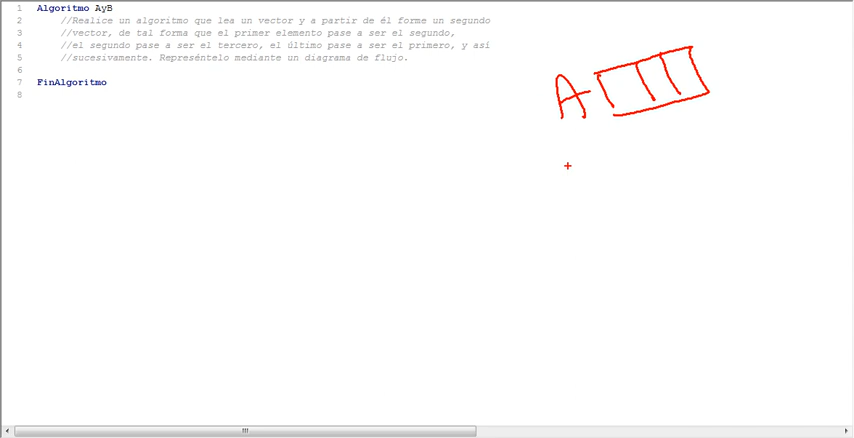 1 Algoritmo AyB
2 //Realice un algoritmo que lea un vector y a partir de él forme un segundo
3 //vector, de tal forma que el primer elemento pase a ser el segundo,
4 //el segundo pase a ser el tercero, el último pase a ser el primero, y así
5 //sucesivamente. Represéntelo mediante un diagrama de flujo.
6
7 FinAlgoritmo
8
A